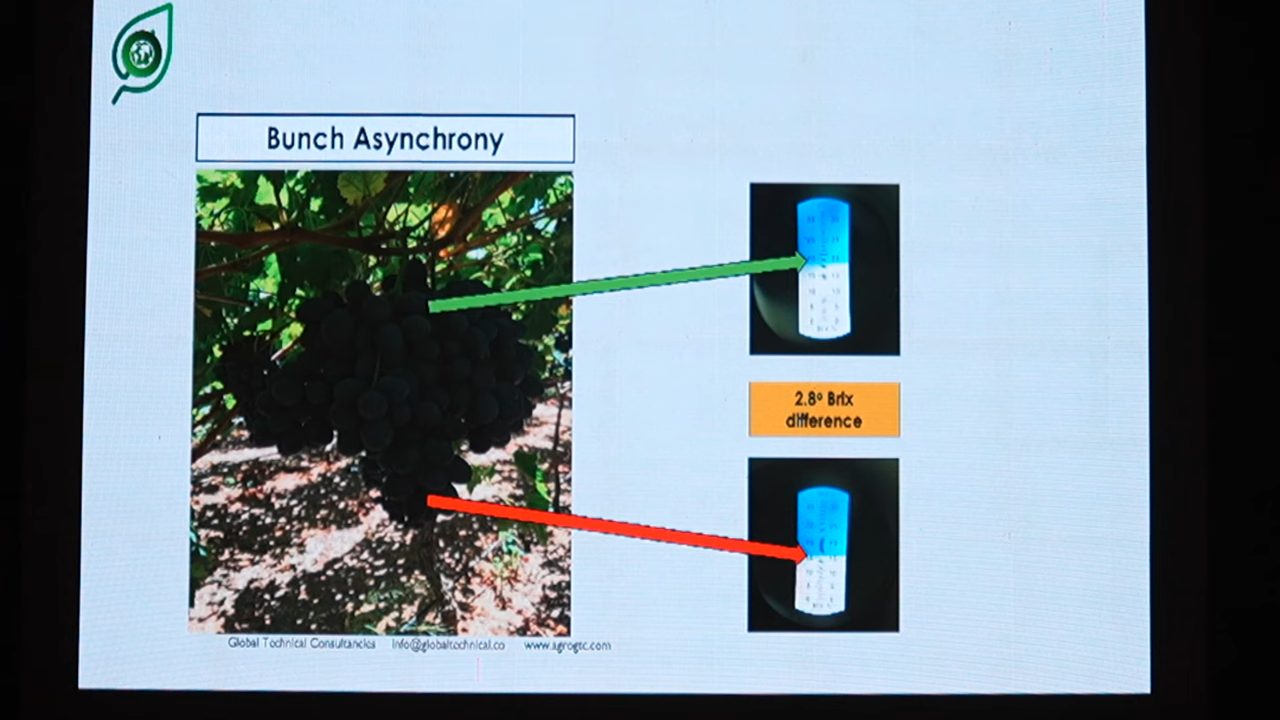 Bunch Asynchrony
2.8º Brix
difference
Global Technical Consultancies info@globaltechnical.co www.agrogtc.com